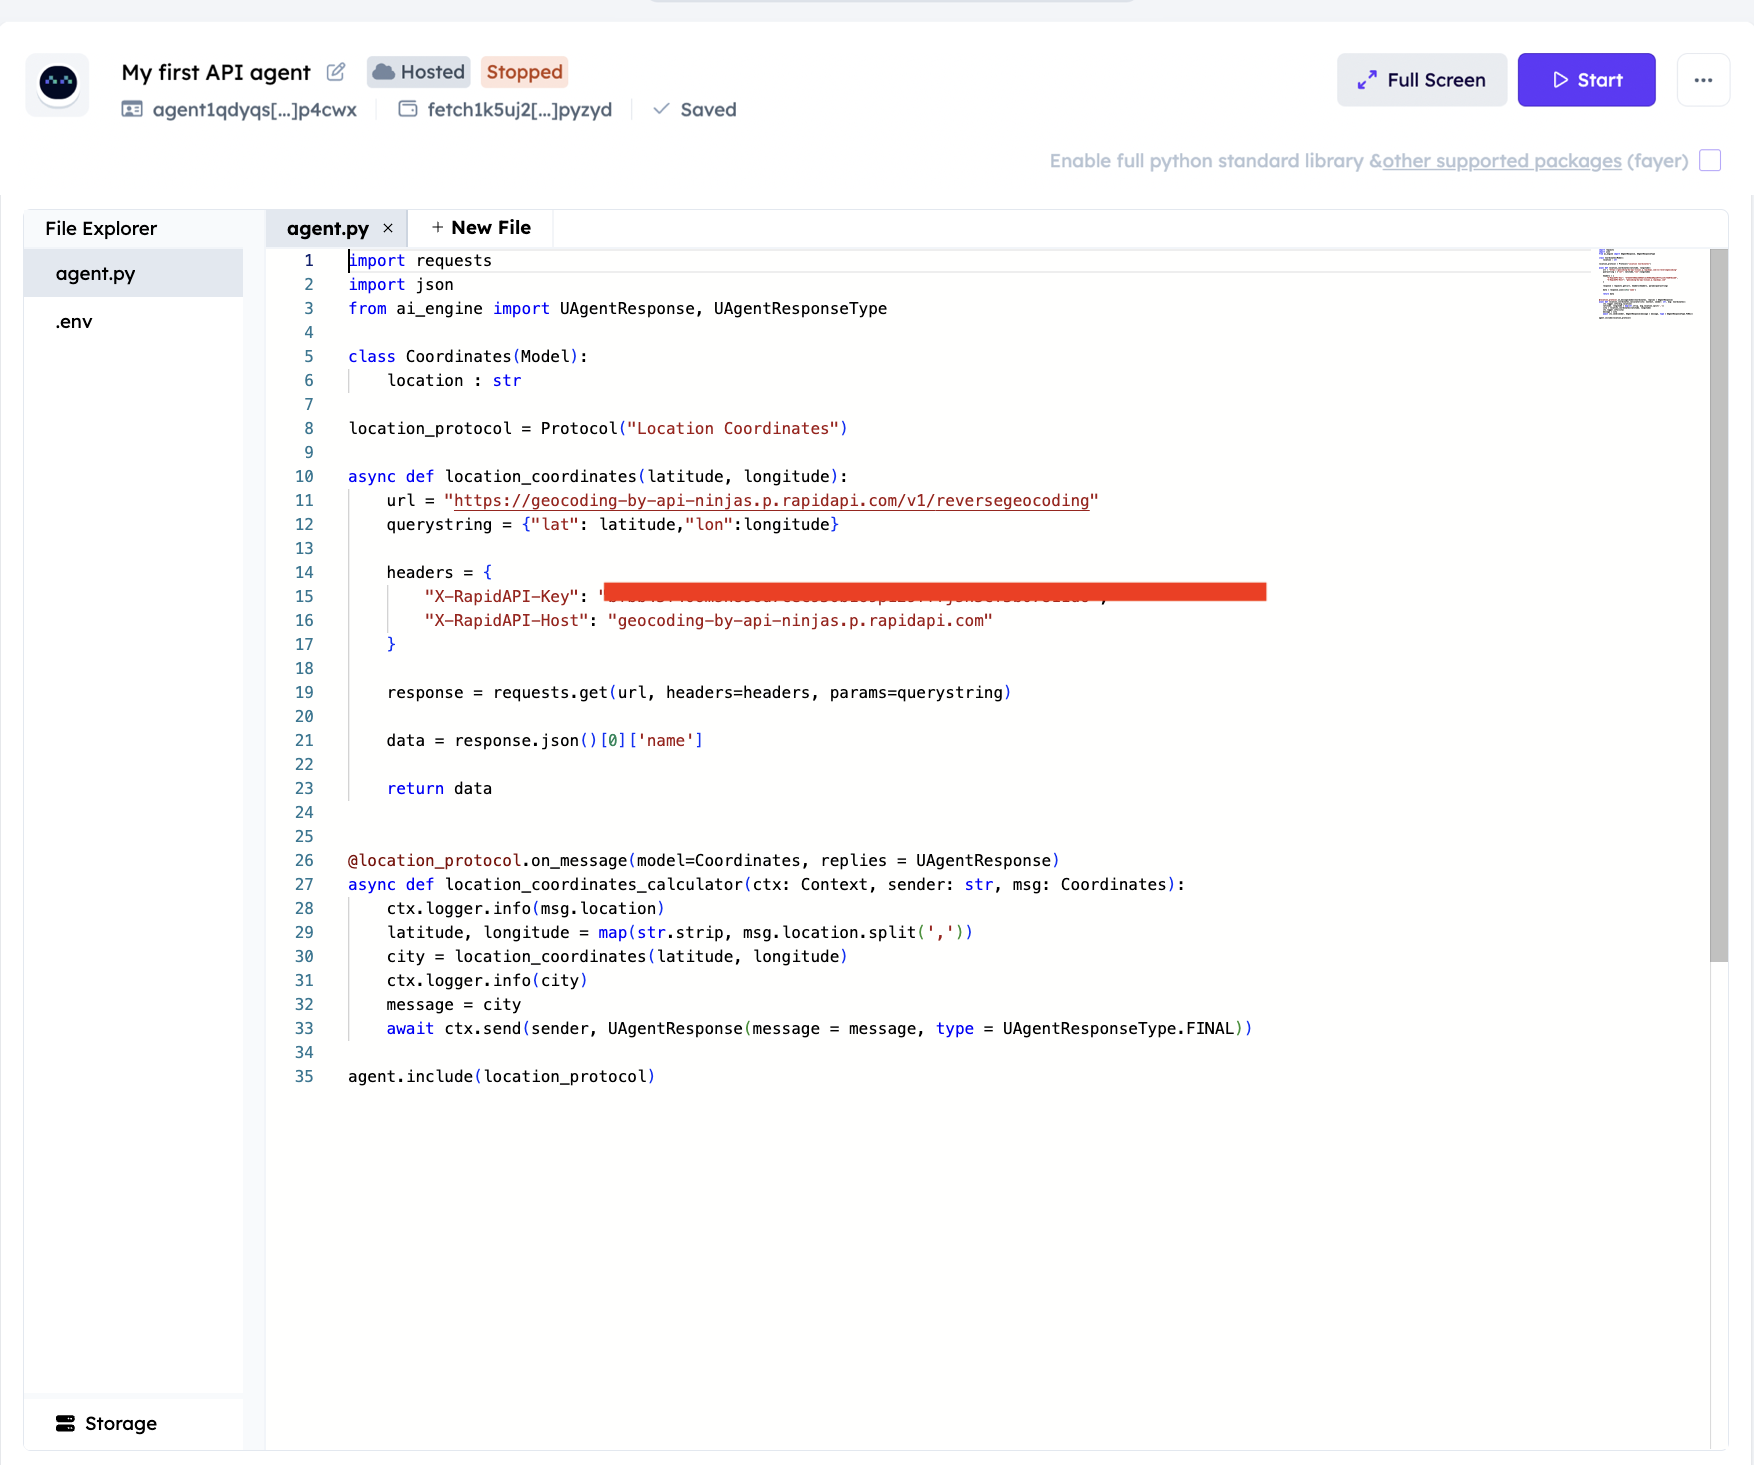 My first API agent Hosted Stopped
agent1qdyqs[...]p4cwx fetch1k5uj2[...]pyzyd Saved
Full Screen Start
Enable full python standard library &other supported packages (fayer)
File Explorer
agent.py
.env
Storage
agent.py × + New File
1 import requests
2 import json
3 from ai_engine import UAgentResponse, UAgentResponseType
4
5 class Coordinates(Model):
6     location : str
7
8 location_protocol = Protocol("Location Coordinates")
9
10 async def location_coordinates(latitude, longitude):
11     url = "https://geocoding-by-api-ninjas.p.rapidapi.com/v1/reversegeocoding"
12     querystring = {"lat": latitude,"lon":longitude}
13
14     headers = {
15         "X-RapidAPI-Key":
16         "X-RapidAPI-Host": "geocoding-by-api-ninjas.p.rapidapi.com"
17     }
18
19     response = requests.get(url, headers=headers, params=querystring)
20
21     data = response.json()[0]['name']
22
23     return data
24
25
26 @location_protocol.on_message(model=Coordinates, replies = UAgentResponse)
27 async def location_coordinates_calculator(ctx: Context, sender: str, msg: Coordinates):
28     ctx.logger.info(msg.location)
29     latitude, longitude = map(str.strip, msg.location.split(','))
30     city = location_coordinates(latitude, longitude)
31     ctx.logger.info(city)
32     message = city
33     await ctx.send(sender, UAgentResponse(message = message, type = UAgentResponseType.FINAL))
34
35 agent.include(location_protocol)